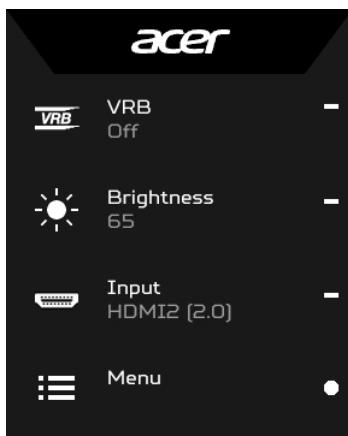 acer
VRB
VRB
Off
Brightness
65
Input
HDMI2 (2.0)
Menu